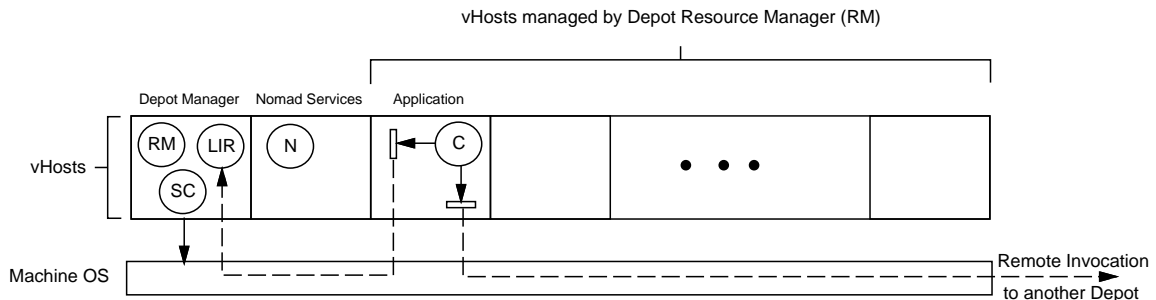 vHosts managed by Depot Resource Manager (RM)
Depot Manager
Nomad Services
Application
RM
LIR
N
C
vHosts
SC
Machine OS
Remote Invocation
to another Depot